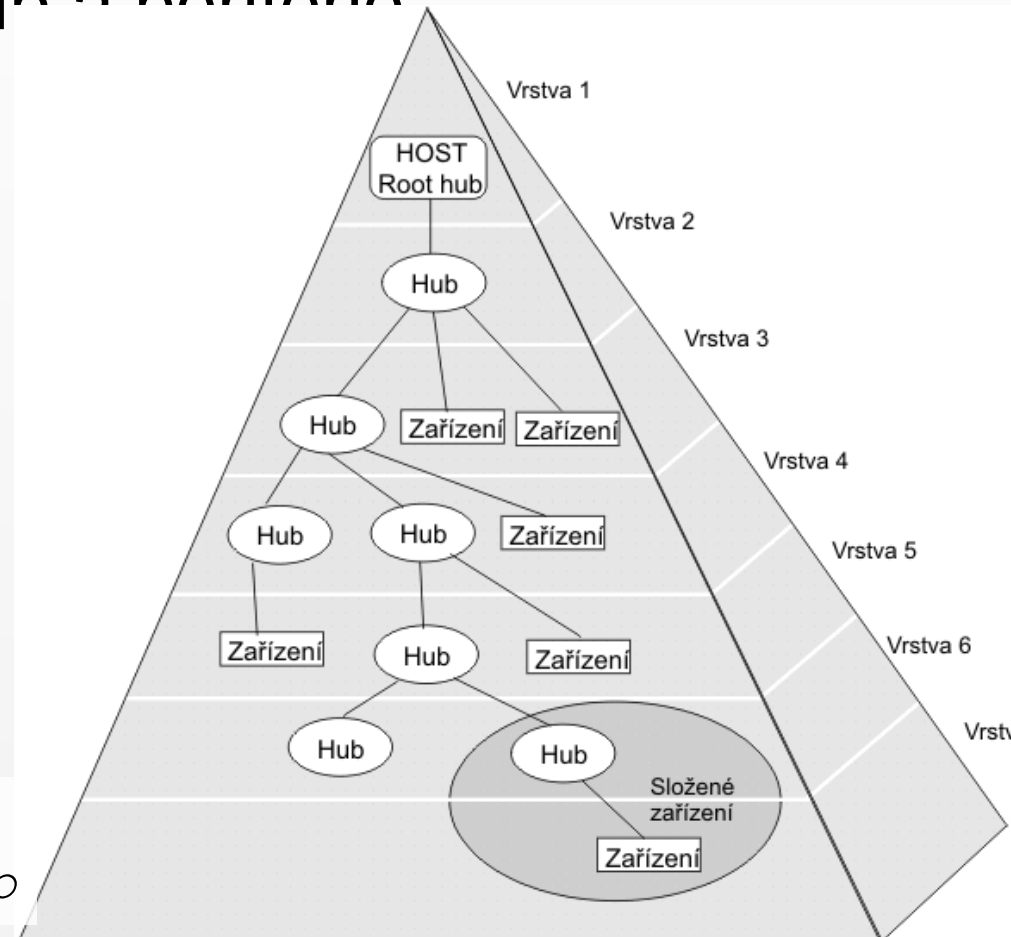 Vrstva 1
HOST
Root hub
Vrstva 2
Hub
Vrstva 3
Hub
Zařízení
Zařízení
Vrstva 4
Hub
Hub
Zařízení
Vrstva 5
Zařízení
Hub
Zařízení
Vrstva 6
Hub
Hub
Složené
zařízení
Zařízení